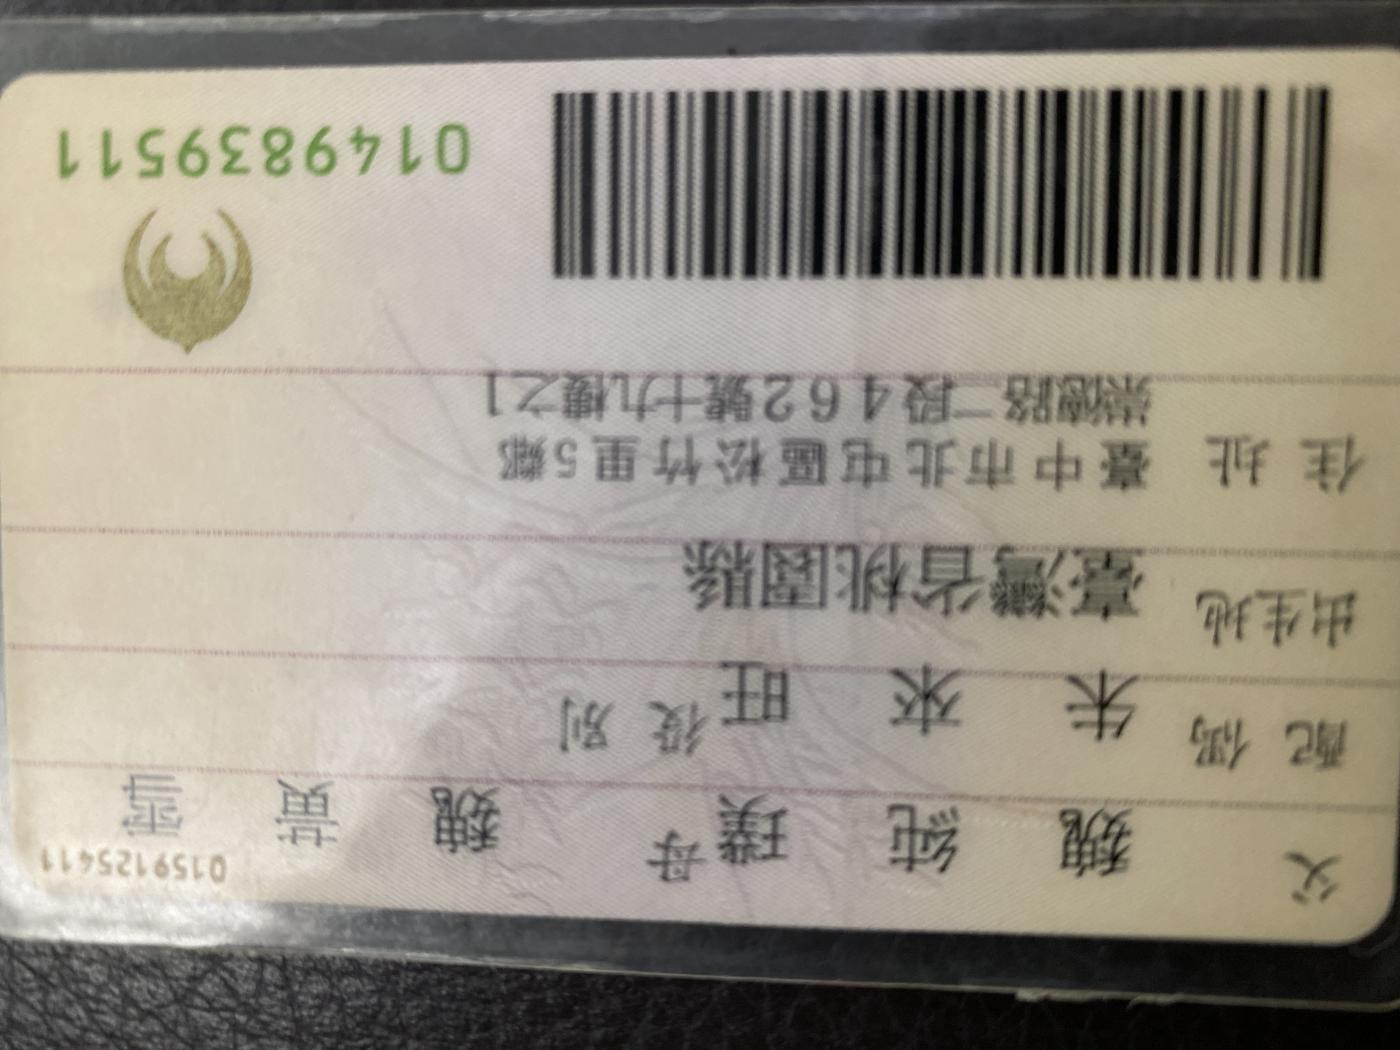 0159125411
父 魏純璞 母 魏黃雪
配偶 朱來旺 役別
出生地 臺灣省桃園縣
住址 臺中市北屯區松竹里5鄰
崇德路二段462號十九樓之1
0149839511